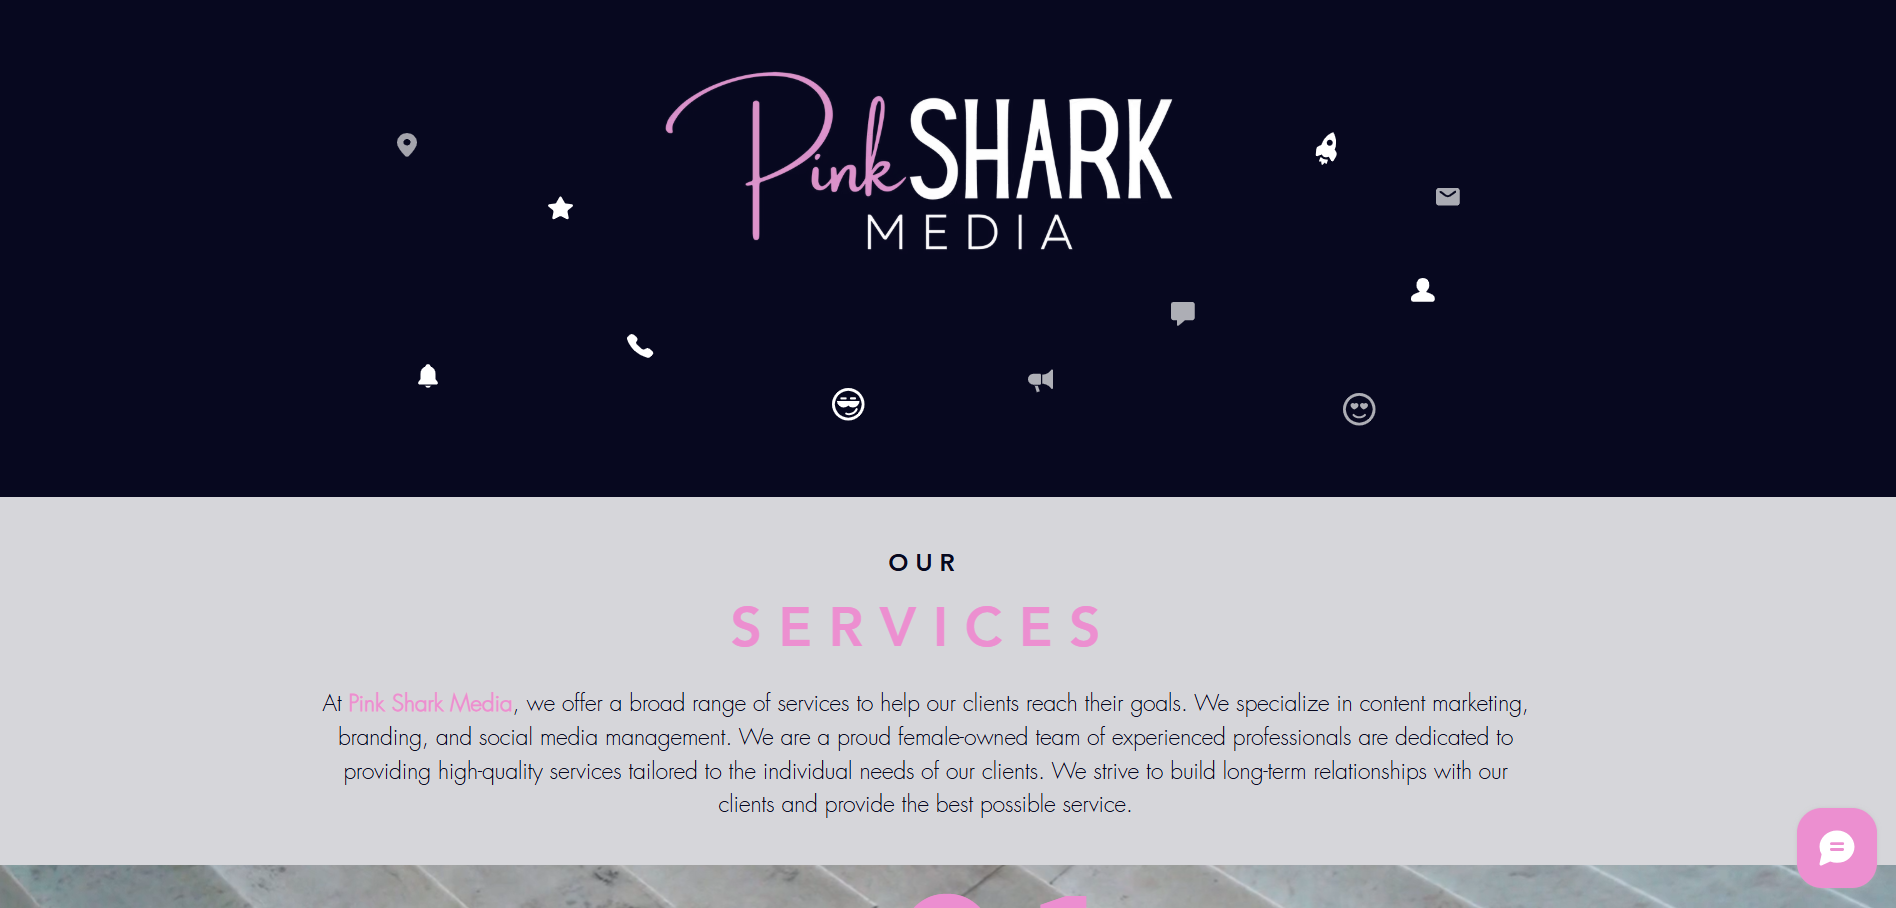 Pink SHARK
MEDIA
OUR
SERVICES
At Pink Shark Media, we offer a broad range of services to help our clients reach their goals. We specialize in content marketing,
branding, and social media management. We are a proud female-owned team of experienced professionals are dedicated to
providing high-quality services tailored to the individual needs of our clients. We strive to build long-term relationships with our
clients and provide the best possible service.